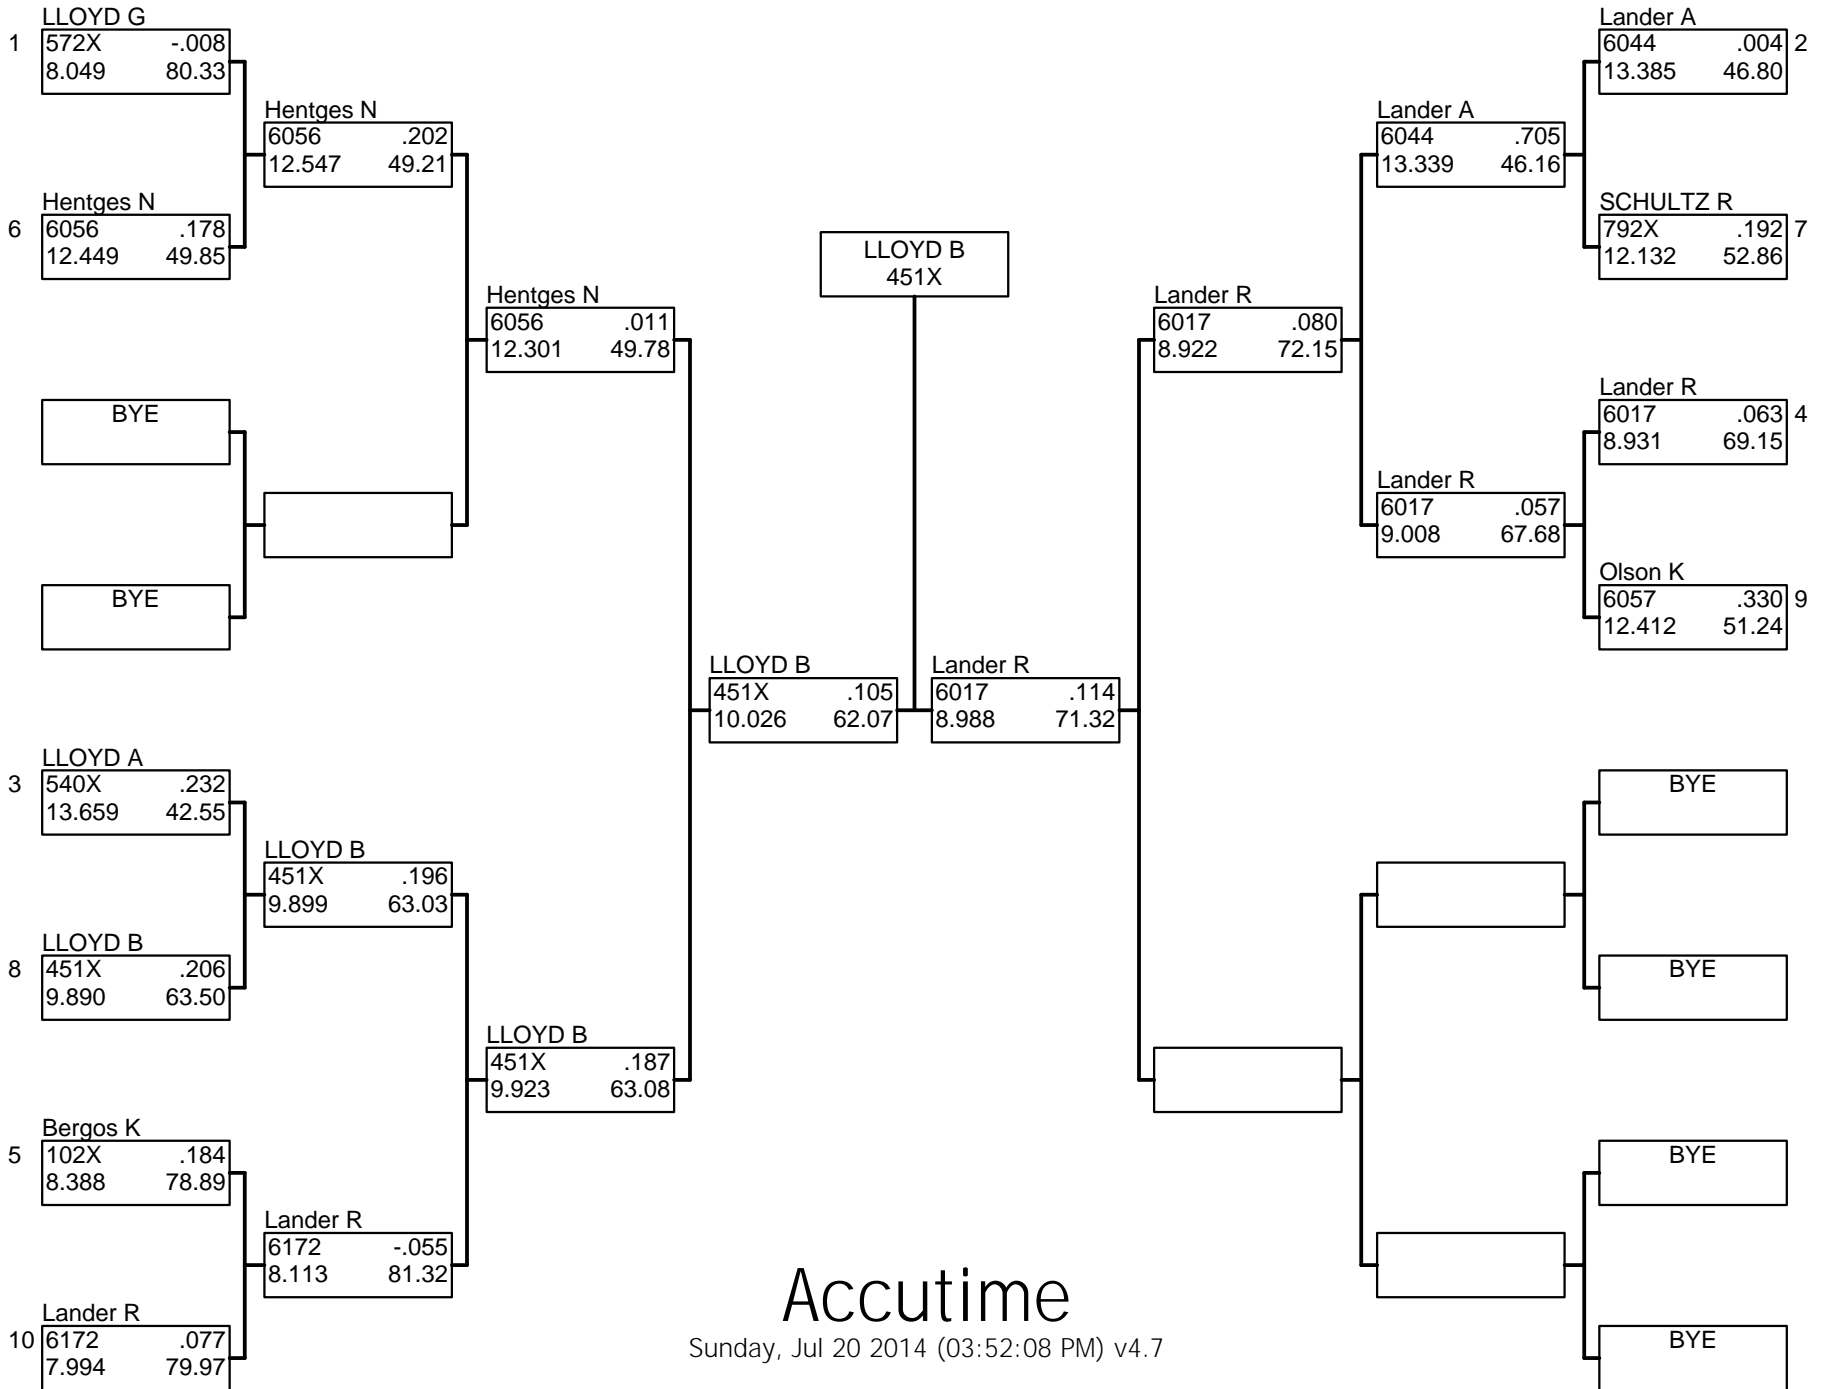 LLOYD G
1 572X -.008
8.049 80.33
Hentges N
6 6056 .178
12.449 49.85
BYE
BYE
LLOYD A
3 540X .232
13.659 42.55
LLOYD B
8 451X .206
9.890 63.50
Bergos K
5 102X .184
8.388 78.89
Lander R
10 6172 .077
7.994 79.97
Hentges N
6056 .202
12.547 49.21
LLOYD B
451X .196
9.899 63.03
Lander R
6172 -.055
8.113 81.32
Hentges N
6056 .011
12.301 49.78
LLOYD B
451X .187
9.923 63.08
LLOYD B
451X .105
10.026 62.07
LLOYD B
451X
Lander R
6017 .114
8.988 71.32
Lander R
6017 .080
8.922 72.15
Lander A
6044 .705
13.339 46.16
Lander R
6017 .057
9.008 67.68
Lander A
6044 .004 2
13.385 46.80
SCHULTZ R
792X .192 7
12.132 52.86
Lander R
6017 .063 4
8.931 69.15
Olson K
6057 .330 9
12.412 51.24
BYE
BYE
BYE
BYE
Accutime
Sunday, Jul 20 2014 (03:52:08 PM) v4.7